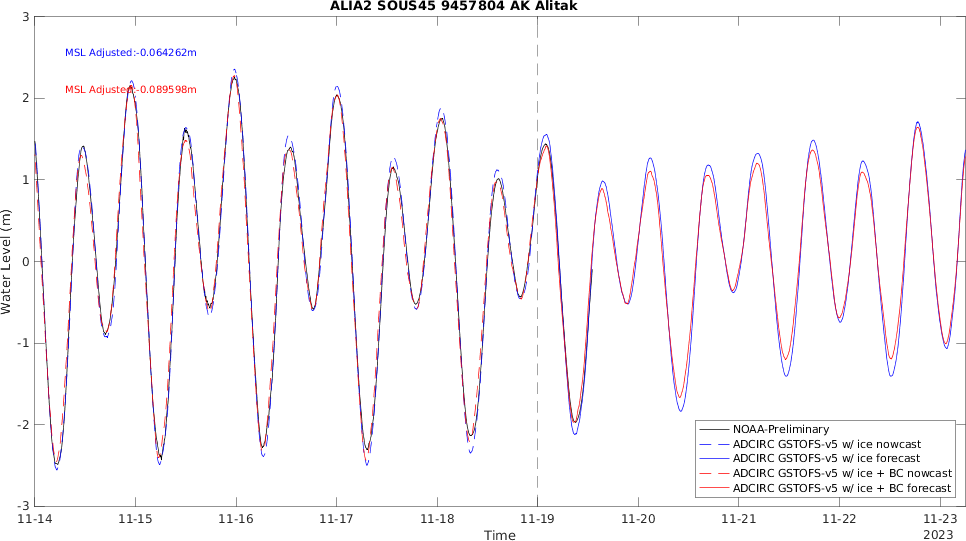 ALIA2 SOUS45 9457804 AK Alitak
MSL Adjusted:-0.064262m
MSL Adjusted:-0.089598m
3
2
1
0
-1
-2
-3
Water Level (m)
11-14
11-15
11-16
11-17
11-18
11-19
11-20
11-21
11-22
11-23
2023
Time
NOAA-Preliminary
ADCIRC GSTOFS-v5 w/ ice nowcast
ADCIRC GSTOFS-v5 w/ ice forecast
ADCIRC GSTOFS-v5 w/ ice + BC nowcast
ADCIRC GSTOFS-v5 w/ ice + BC forecast